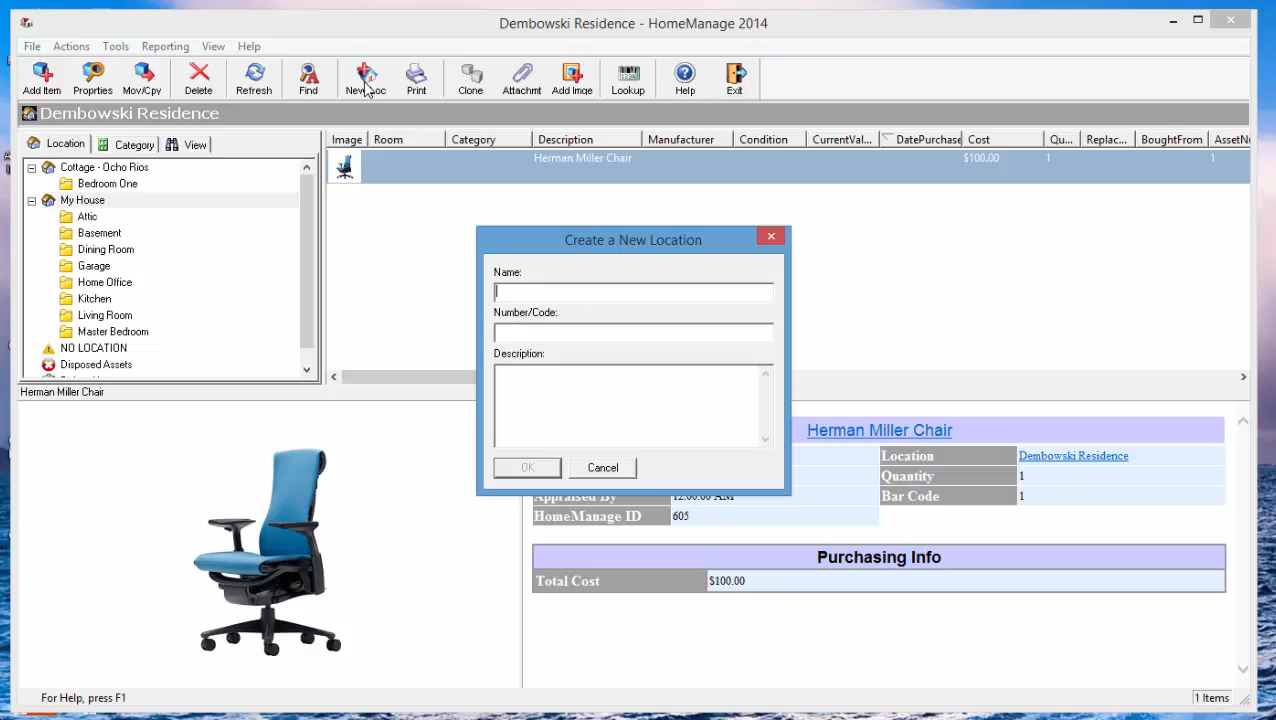 Dembowski Residence - HomeManage 2014
File Actions Tools Reporting View Help
Add Item Properties Mov/Cpy Delete Refresh Find New Loc Print Clone Attachmt Add Image Lookup Help Exit
Dembowski Residence
Location Category View
Image Room Category Description Manufacturer Condition CurrentVal... DatePurchase Cost Qu... Replac... BoughtFrom AssetN
Herman Miller Chair $100.00 1 1
Cottage - Ocho Rios
Bedroom One
My House
Attic
Basement
Dining Room
Garage
Home Office
Kitchen
Living Room
Master Bedroom
NO LOCATION
Disposed Assets
Create a New Location
Name:
Number/Code:
Description:
OK Cancel
Herman Miller Chair
Herman Miller Chair
Location Dembowski Residence
Quantity 1
Bar Code 1
Appraised By 12:00:00 AM
HomeManage ID 605
Purchasing Info
Total Cost $100.00
For Help, press F1
1 Items